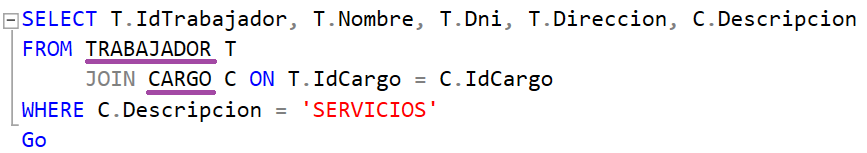 SELECT T.IdTrabajador, T.Nombre, T.Dni, T.Direccion, C.Descripcion
FROM TRABAJADOR T
JOIN CARGO C ON T.IdCargo = C.IdCargo
WHERE C.Descripcion = 'SERVICIOS'
Go